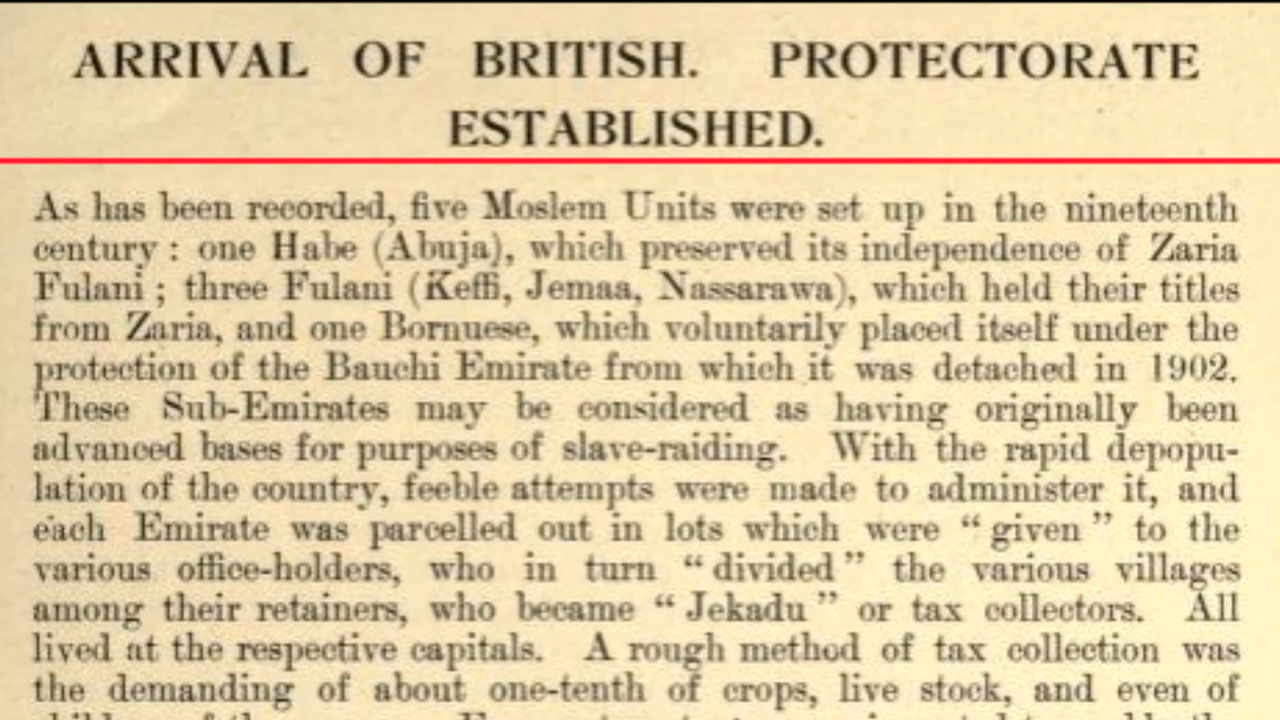 ARRIVAL OF BRITISH. PROTECTORATE
ESTABLISHED.
As has been recorded, five Moslem Units were set up in the nineteenth
century : one Habe (Abuja), which preserved its independence of Zaria
Fulani ; three Fulani (Keffi, Jemaa, Nassarawa), which held their titles
from Zaria, and one Bornuese, which voluntarily placed itself under the
protection of the Bauchi Emirate from which it was detached in 1902.
These Sub-Emirates may be considered as having originally been
advanced bases for purposes of slave-raiding. With the rapid depopu-
lation of the country, feeble attempts were made to administer it, and
each Emirate was parcelled out in lots which were “given” to the
various office-holders, who in turn “divided” the various villages
among their retainers, who became “Jekadu” or tax collectors. All
lived at the respective capitals. A rough method of tax collection was
the demanding of about one-tenth of crops, live stock, and even of